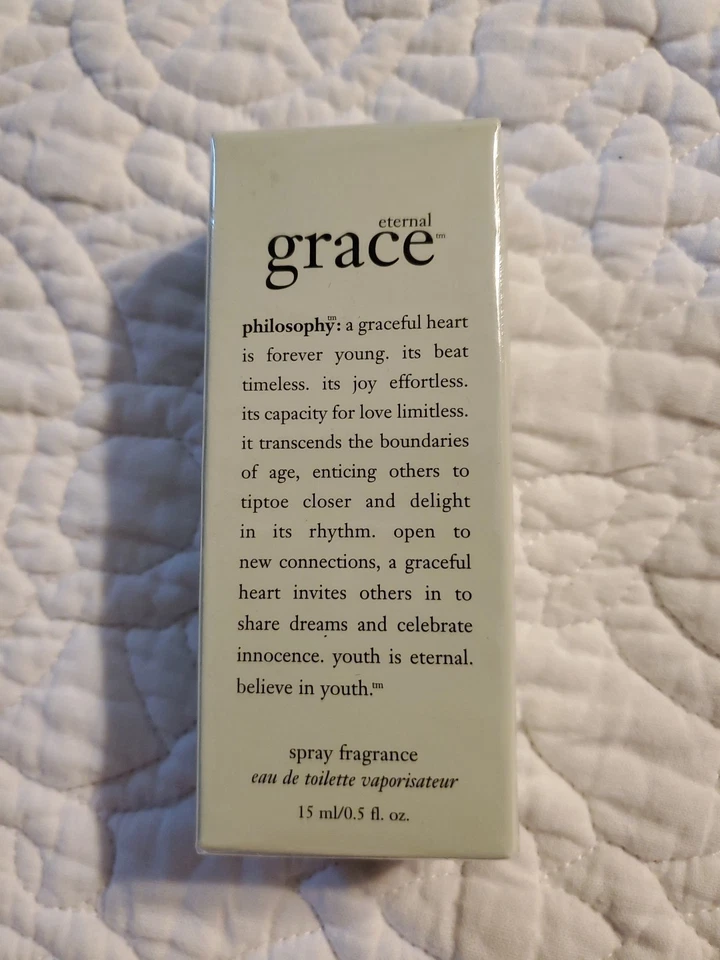 eternal
grace™
philosophy™: a graceful heart
is forever young. its beat
timeless. its joy effortless.
its capacity for love limitless.
it transcends the boundaries
of age, enticing others to
tiptoe closer and delight
in its rhythm. open to
new connections, a graceful
heart invites others in to
share dreams and celebrate
innocence. youth is eternal.
believe in youth.™
spray fragrance
eau de toilette vaporisateur
15 ml/0.5 fl. oz.